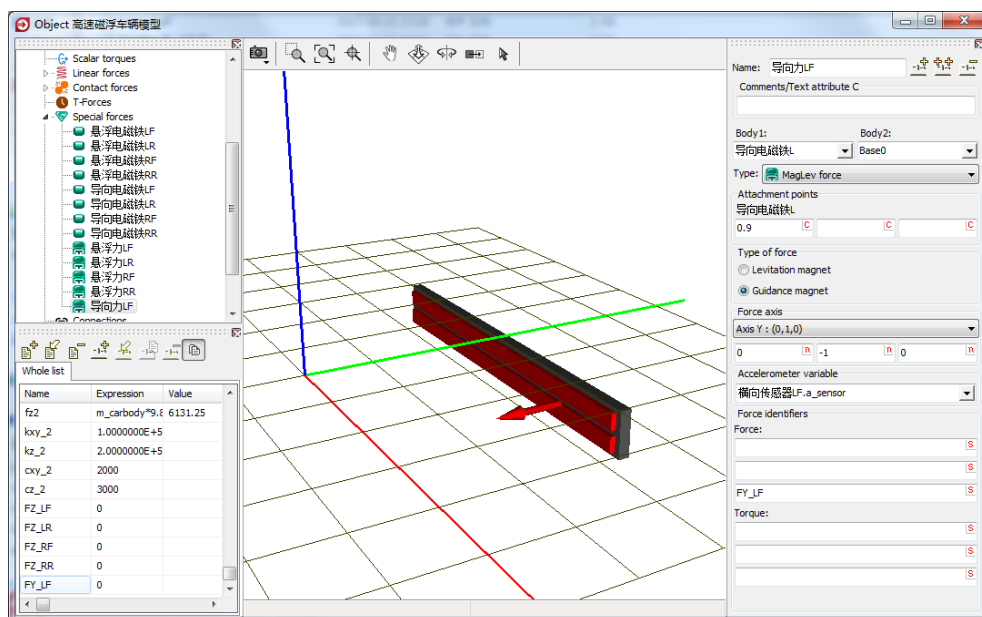 Object 高速磁浮车辆模型
Scalar torques
Linear forces
Contact forces
T-Forces
Special forces
悬浮电磁铁LF
悬浮电磁铁LR
悬浮电磁铁RF
悬浮电磁铁RR
导向电磁铁LF
导向电磁铁LR
导向电磁铁RF
导向电磁铁RR
悬浮力LF
悬浮力LR
悬浮力RF
悬浮力RR
导向力LF
Connections
Whole list
Name Expression Value
fz2 m_carbody*9.8 6131.25
kxy_2 1.0000000E+5
kz_2 2.0000000E+5
cxy_2 2000
cz_2 3000
FZ_LF 0
FZ_LR 0
FZ_RF 0
FZ_RR 0
FY_LF 0
Name: 导向力LF
Comments/Text attribute C
Body1: Body2:
导向电磁铁L Base0
Type: MagLev force
Attachment points
导向电磁铁L
0.9 C C C
Type of force
Levitation magnet
Guidance magnet
Force axis
Axis Y : (0,1,0)
0 n -1 n 0 n
Accelerometer variable
横向传感器LF.a_sensor
Force identifiers
Force:
S
S
FY_LF S
Torque:
S
S
S